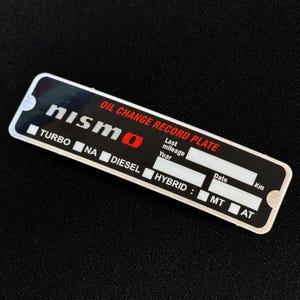 OIL CHANGE RECORD PLATE
nismo
Last mileage
Year
Date
Km
TURBO NA DIESEL HYBRID : MT AT